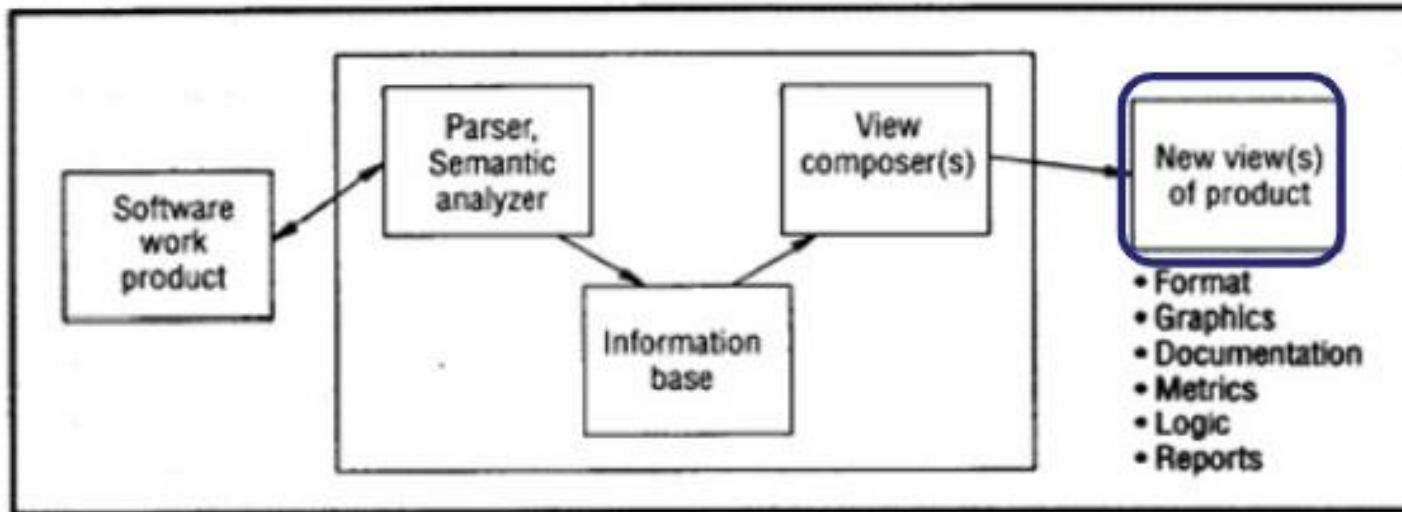 Software
work
product
Parser,
Semantic
analyzer
Information
base
View
composer(s)
New view(s)
of product
• Format
• Graphics
• Documentation
• Metrics
• Logic
• Reports